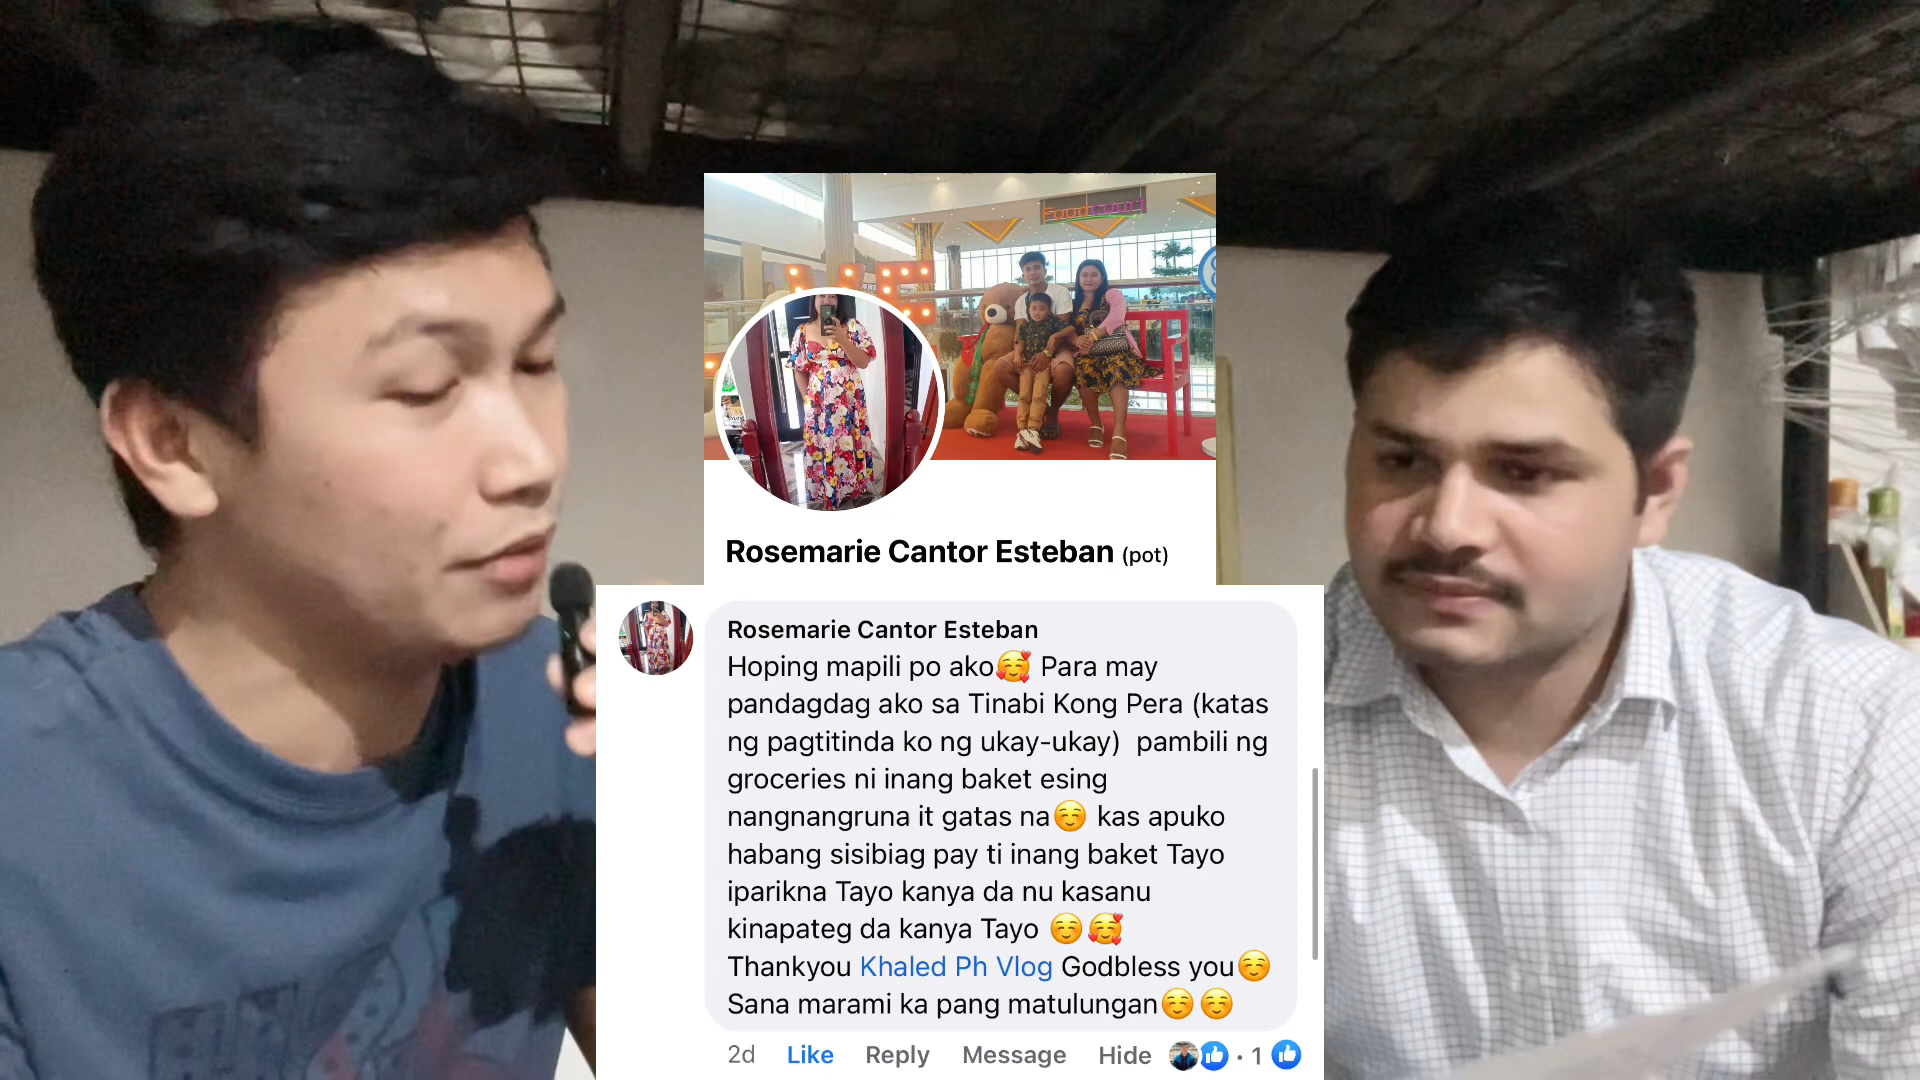 Foodcourt
Rosemarie Cantor Esteban (pot)
Rosemarie Cantor Esteban
Hoping mapili po ako🥰 Para may
pandagdag ako sa Tinabi Kong Pera (katas
ng pagtitinda ko ng ukay-ukay) pambili ng
groceries ni inang baket esing
nangnangruna it gatas na☺️ kas apuko
habang sisibiag pay ti inang baket Tayo
iparikna Tayo kanya da nu kasanu
kinapateg da kanya Tayo ☺️🥰
Thankyou Khaled Ph Vlog Godbless you☺️
Sana marami ka pang matulungan☺️☺️
2d Like Reply Message Hide · 1